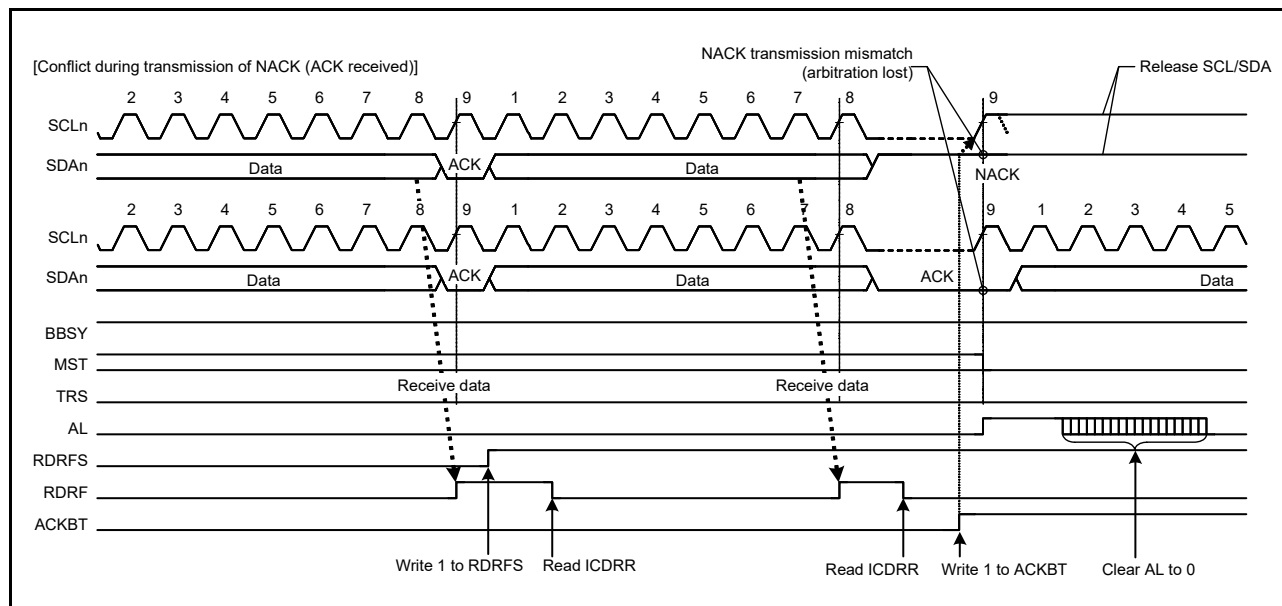 NACK transmission mismatch
(arbitration lost)
Release SCL/SDA
[Conflict during transmission of NACK (ACK received)]
2 3 4 5 6 7 8 9 1 2 3 4 5 6 7 8 9
SCLn
SDAn Data ACK Data NACK
2 3 4 5 6 7 8 9 1 2 3 4 5 6 7 8 9 1 2 3 4 5
SCLn
SDAn Data ACK Data ACK Data
BBSY
MST
Receive data Receive data
TRS
AL
RDRFS
RDRF
ACKBT
Write 1 to RDRFS Read ICDRR Read ICDRR Write 1 to ACKBT Clear AL to 0